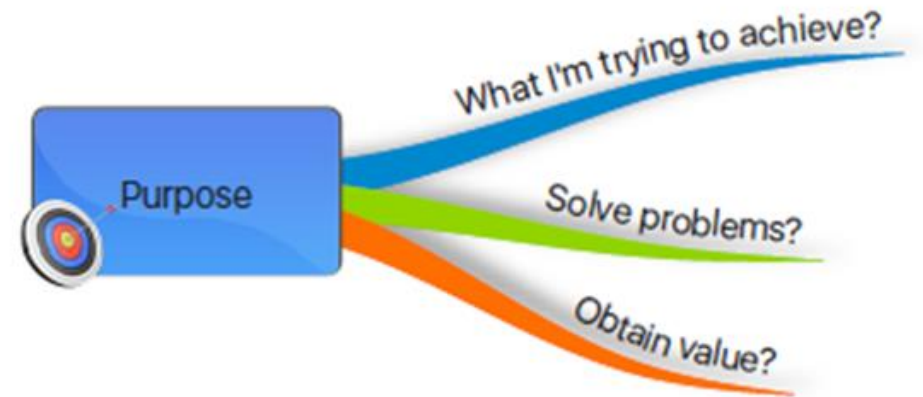 What I'm trying to achieve?
Purpose
Solve problems?
Obtain value?